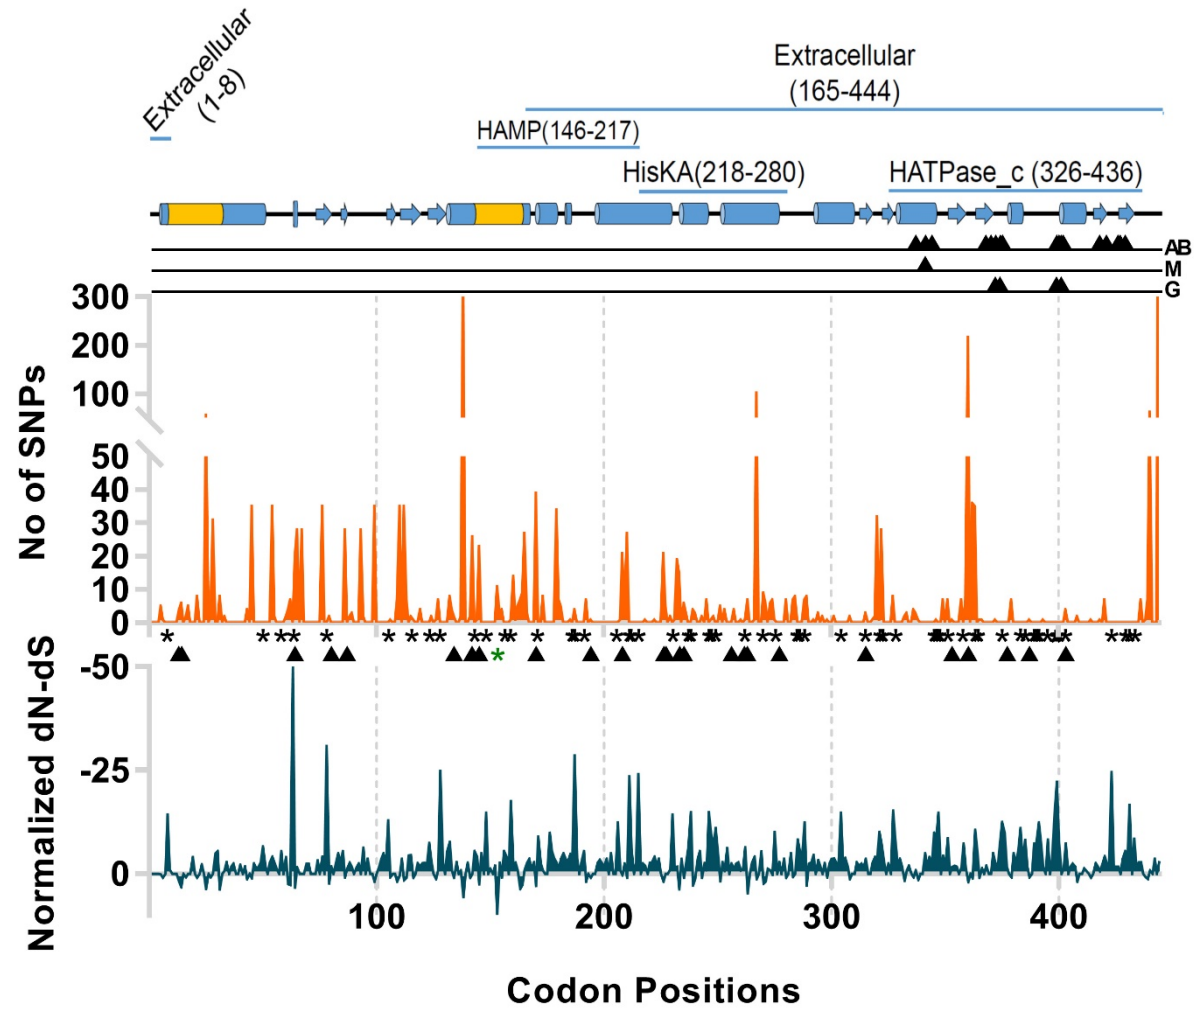 Extracellular
(1-8)
Extracellular
(165-444)
HAMP(146-217)
HisKA(218-280)
HATPase_c (326-436)
AB
M
G
No of SNPs
300
200
100
50
40
30
20
10
0
Normalized dN-dS
-50
-25
0
100
200
300
400
Codon Positions